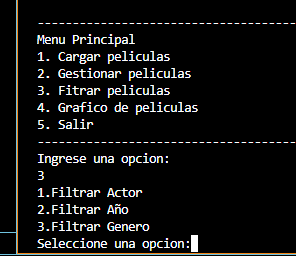 ----------------------------------------
Menu Principal
1. Cargar peliculas
2. Gestionar peliculas
3. Fitrar peliculas
4. Grafico de peliculas
5. Salir
----------------------------------------
Ingrese una opcion:
3
1.Filtrar Actor
2.Filtrar Año
3.Filtrar Genero
Seleccione una opcion: